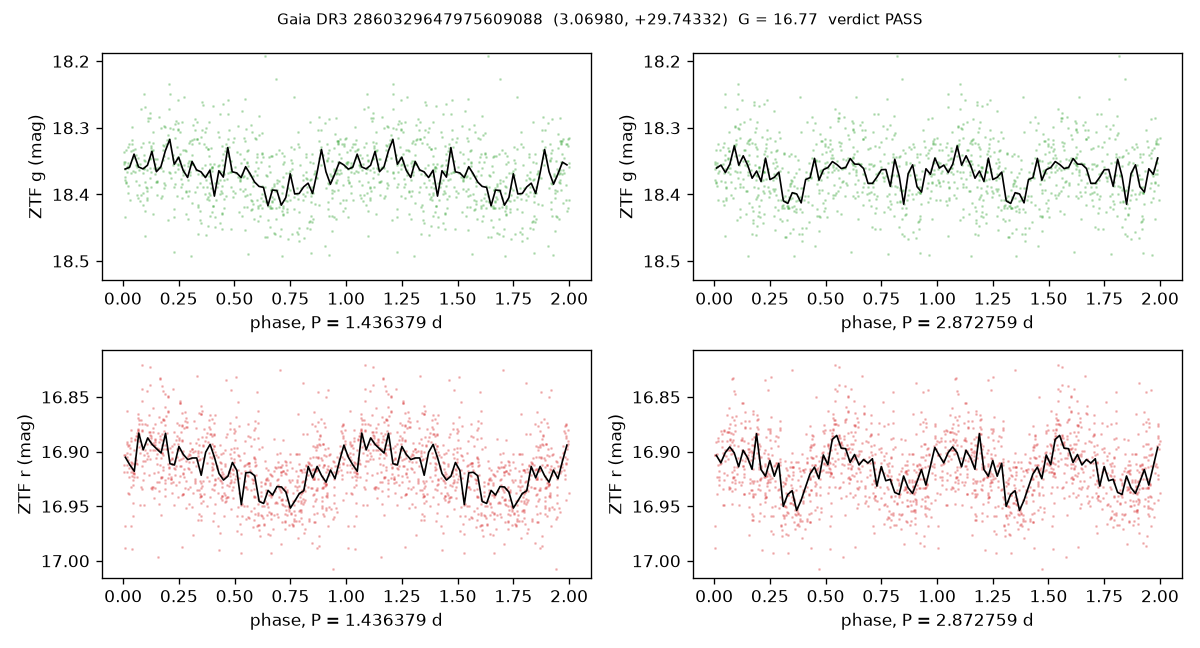 Gaia DR3 2860329647975609088 (3.06980, +29.74332) G = 16.77 verdict PASS
ZTF g (mag)
18.2
18.3
18.4
18.5
0.00 0.25 0.50 0.75 1.00 1.25 1.50 1.75 2.00
phase, P = 1.436379 d
ZTF g (mag)
18.2
18.3
18.4
18.5
0.00 0.25 0.50 0.75 1.00 1.25 1.50 1.75 2.00
phase, P = 2.872759 d
ZTF r (mag)
16.85
16.90
16.95
17.00
0.00 0.25 0.50 0.75 1.00 1.25 1.50 1.75 2.00
phase, P = 1.436379 d
ZTF r (mag)
16.85
16.90
16.95
17.00
0.00 0.25 0.50 0.75 1.00 1.25 1.50 1.75 2.00
phase, P = 2.872759 d